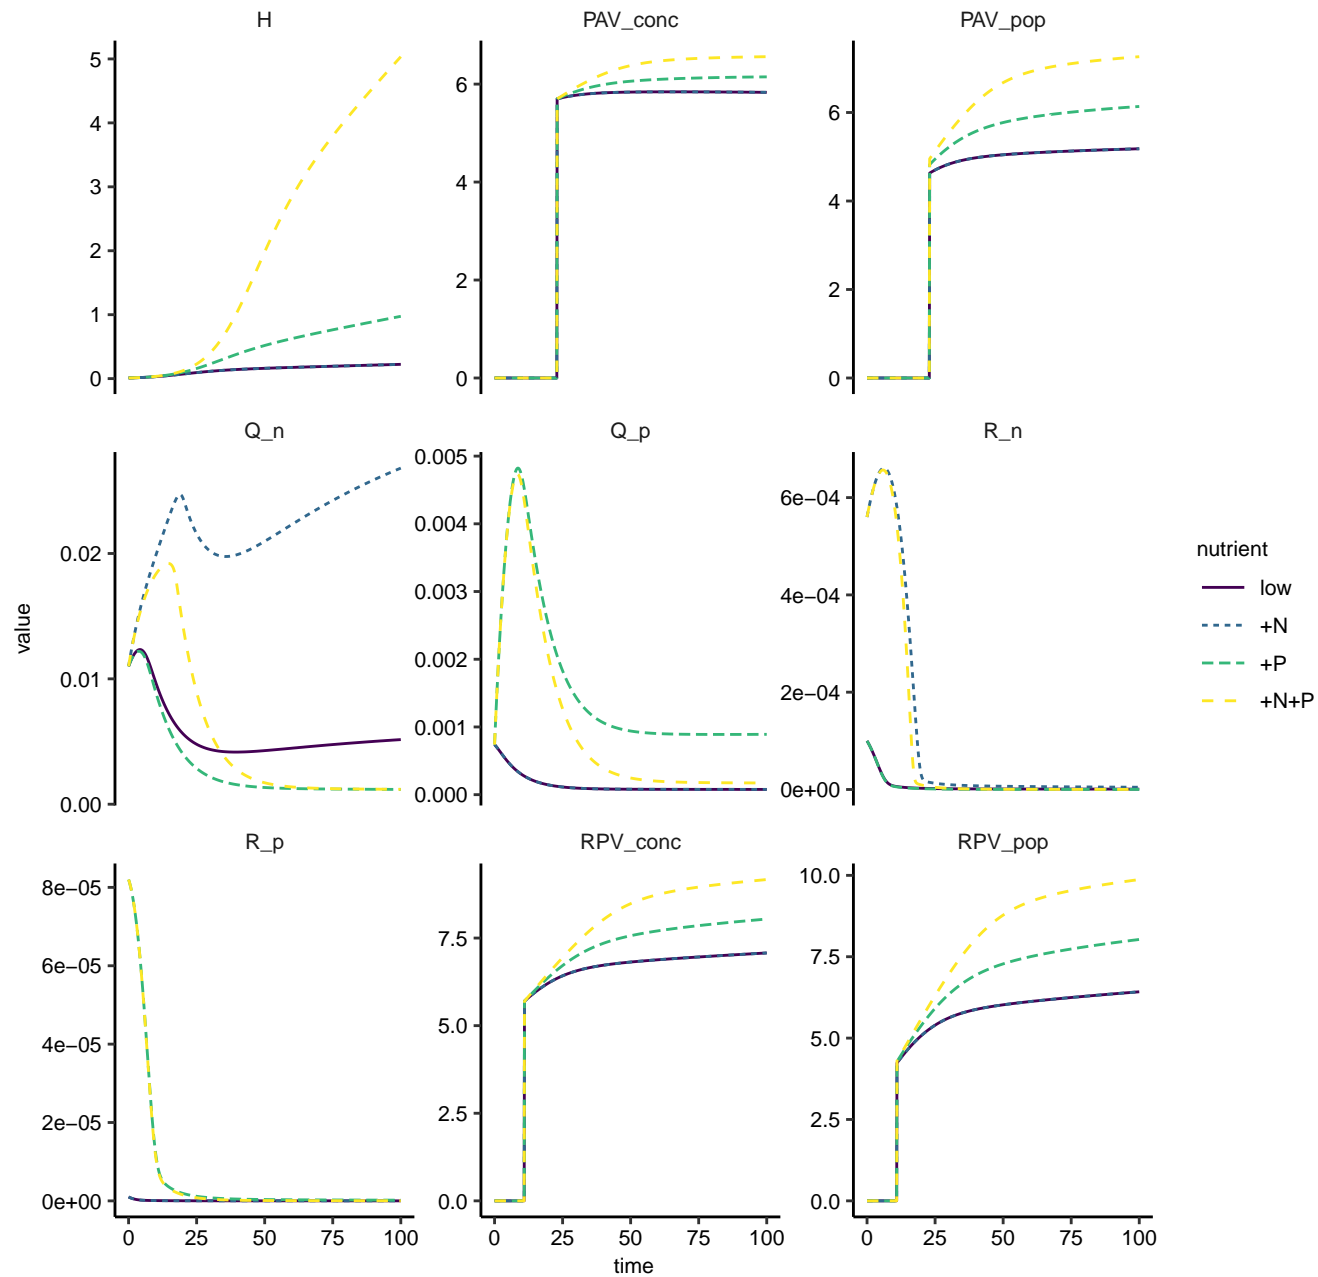 H
PAV_conc
PAV_pop
5
4
3
2
1
0
6
4
2
0
6
4
2
0
Q_n
Q_p
R_n
0.02
0.01
0.00
0.005
0.004
0.003
0.002
0.001
0.000
6e−04
4e−04
2e−04
0e+00
R_p
RPV_conc
RPV_pop
8e−05
6e−05
4e−05
2e−05
0e+00
7.5
5.0
2.5
0.0
10.0
7.5
5.0
2.5
0.0
0 25 50 75 100
0 25 50 75 100
0 25 50 75 100
time
value
nutrient
low
+N
+P
+N+P